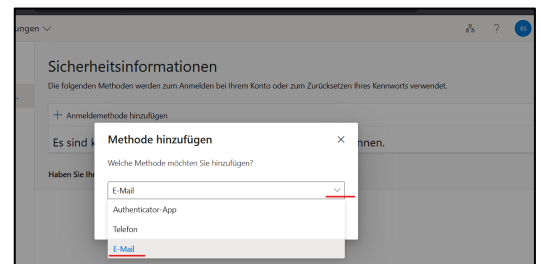 ungen
?
BS
Sicherheitsinformationen
Die folgenden Methoden werden zum Anmelden bei Ihrem Konto oder zum Zurücksetzen Ihres Kennworts verwendet.
+ Anmeldemethode hinzufügen
Es sind k
nnen.
Methode hinzufügen
Welche Methode möchten Sie hinzufügen?
Haben Sie Ihr
E-Mail
Authenticator-App
Telefon
E-Mail